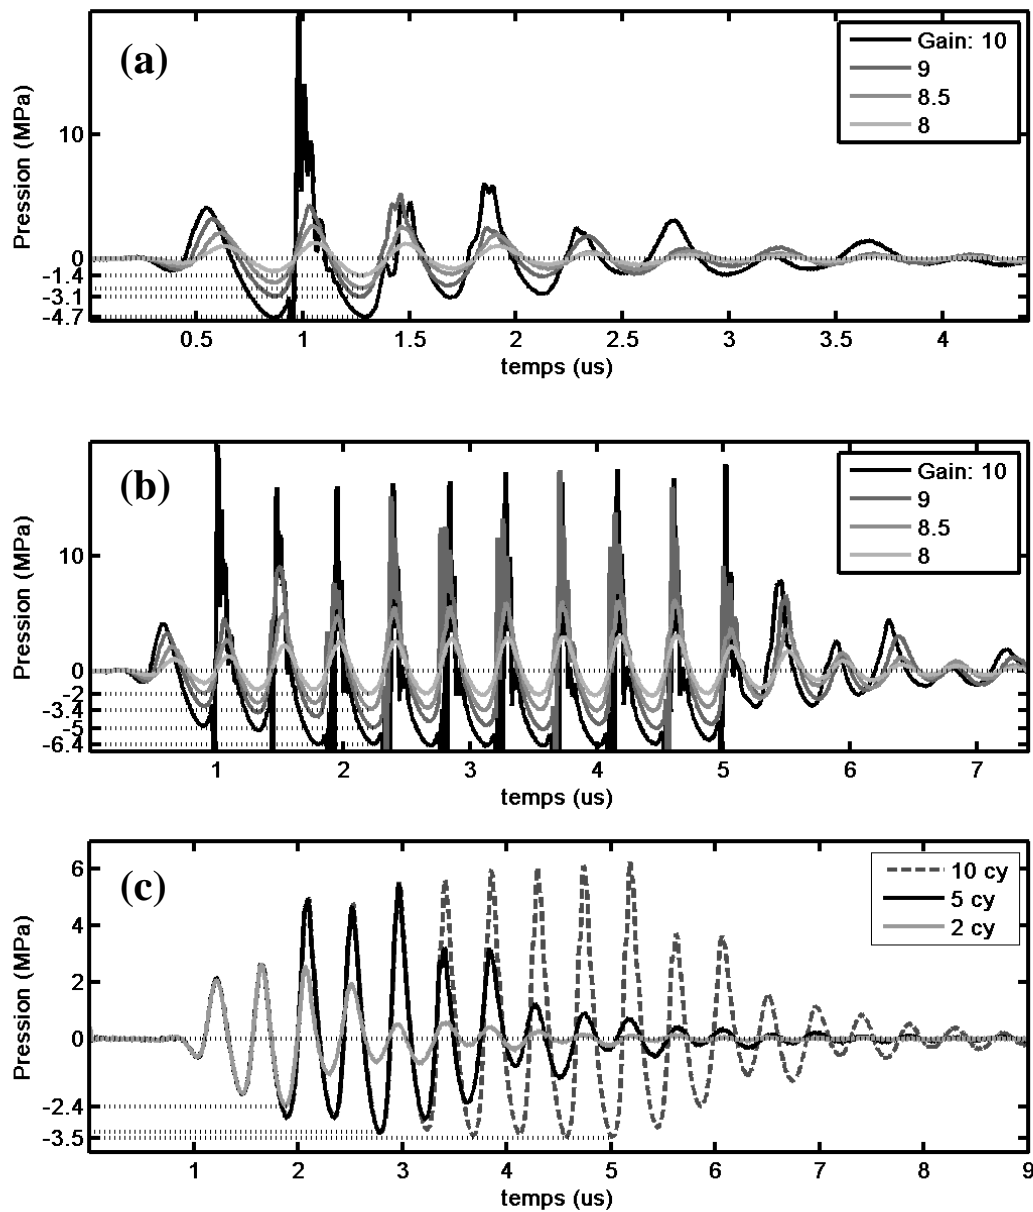 (a)
Gain: 10
9
8.5
8
Pression (MPa)
10
0
-1.4
-3.1
-4.7
0.5 1 1.5 2 2.5 3 3.5 4
temps (us)
(b)
Gain: 10
9
8.5
8
Pression (MPa)
10
0
-2
-3.4
-5
-6.4
1 2 3 4 5 6 7
temps (us)
(c)
10 cy
5 cy
2 cy
Pression (MPa)
6
4
2
0
-2.4
-3.5
1 2 3 4 5 6 7 8 9
temps (us)